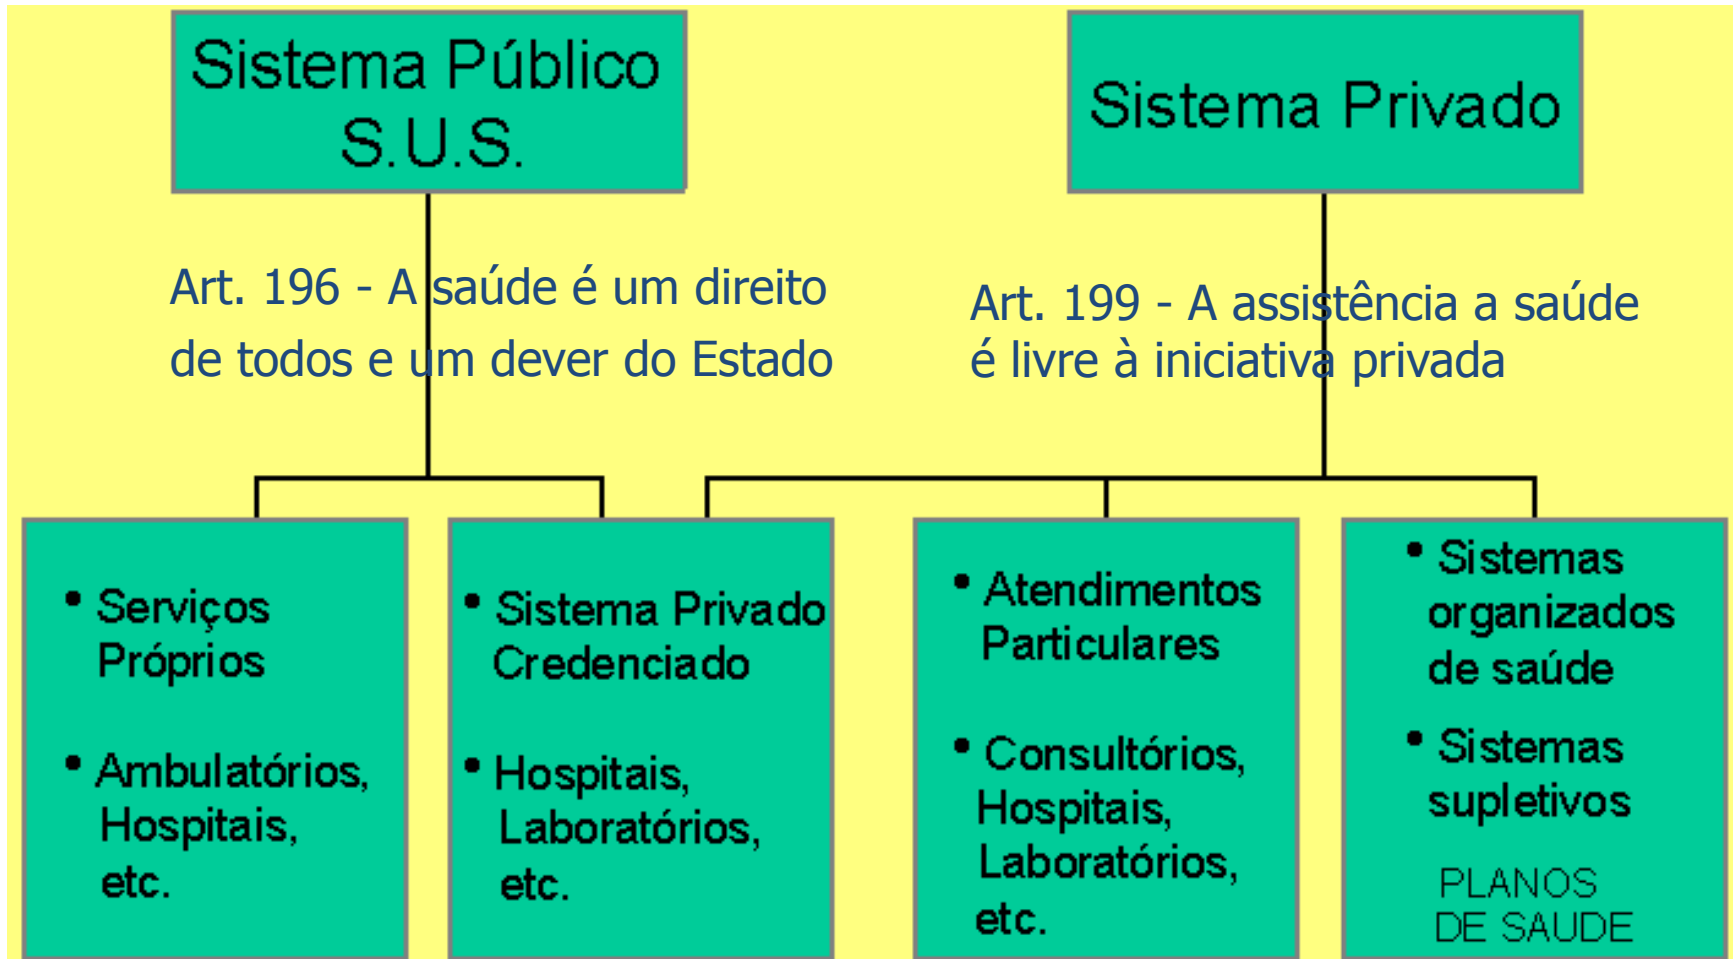 Sistema Público
S.U.S.
Sistema Privado
Art. 196 - A saúde é um direito
de todos e um dever do Estado
Art. 199 - A assistência a saúde
é livre à iniciativa privada
• Serviços
Próprios
• Ambulatórios,
Hospitais,
etc.
• Sistema Privado
Credenciado
• Hospitais,
Laboratórios,
etc.
• Atendimentos
Particulares
• Consultórios,
Hospitais,
Laboratórios,
etc.
• Sistemas
organizados
de saúde
• Sistemas
supletivos
PLANOS
DE SAUDE